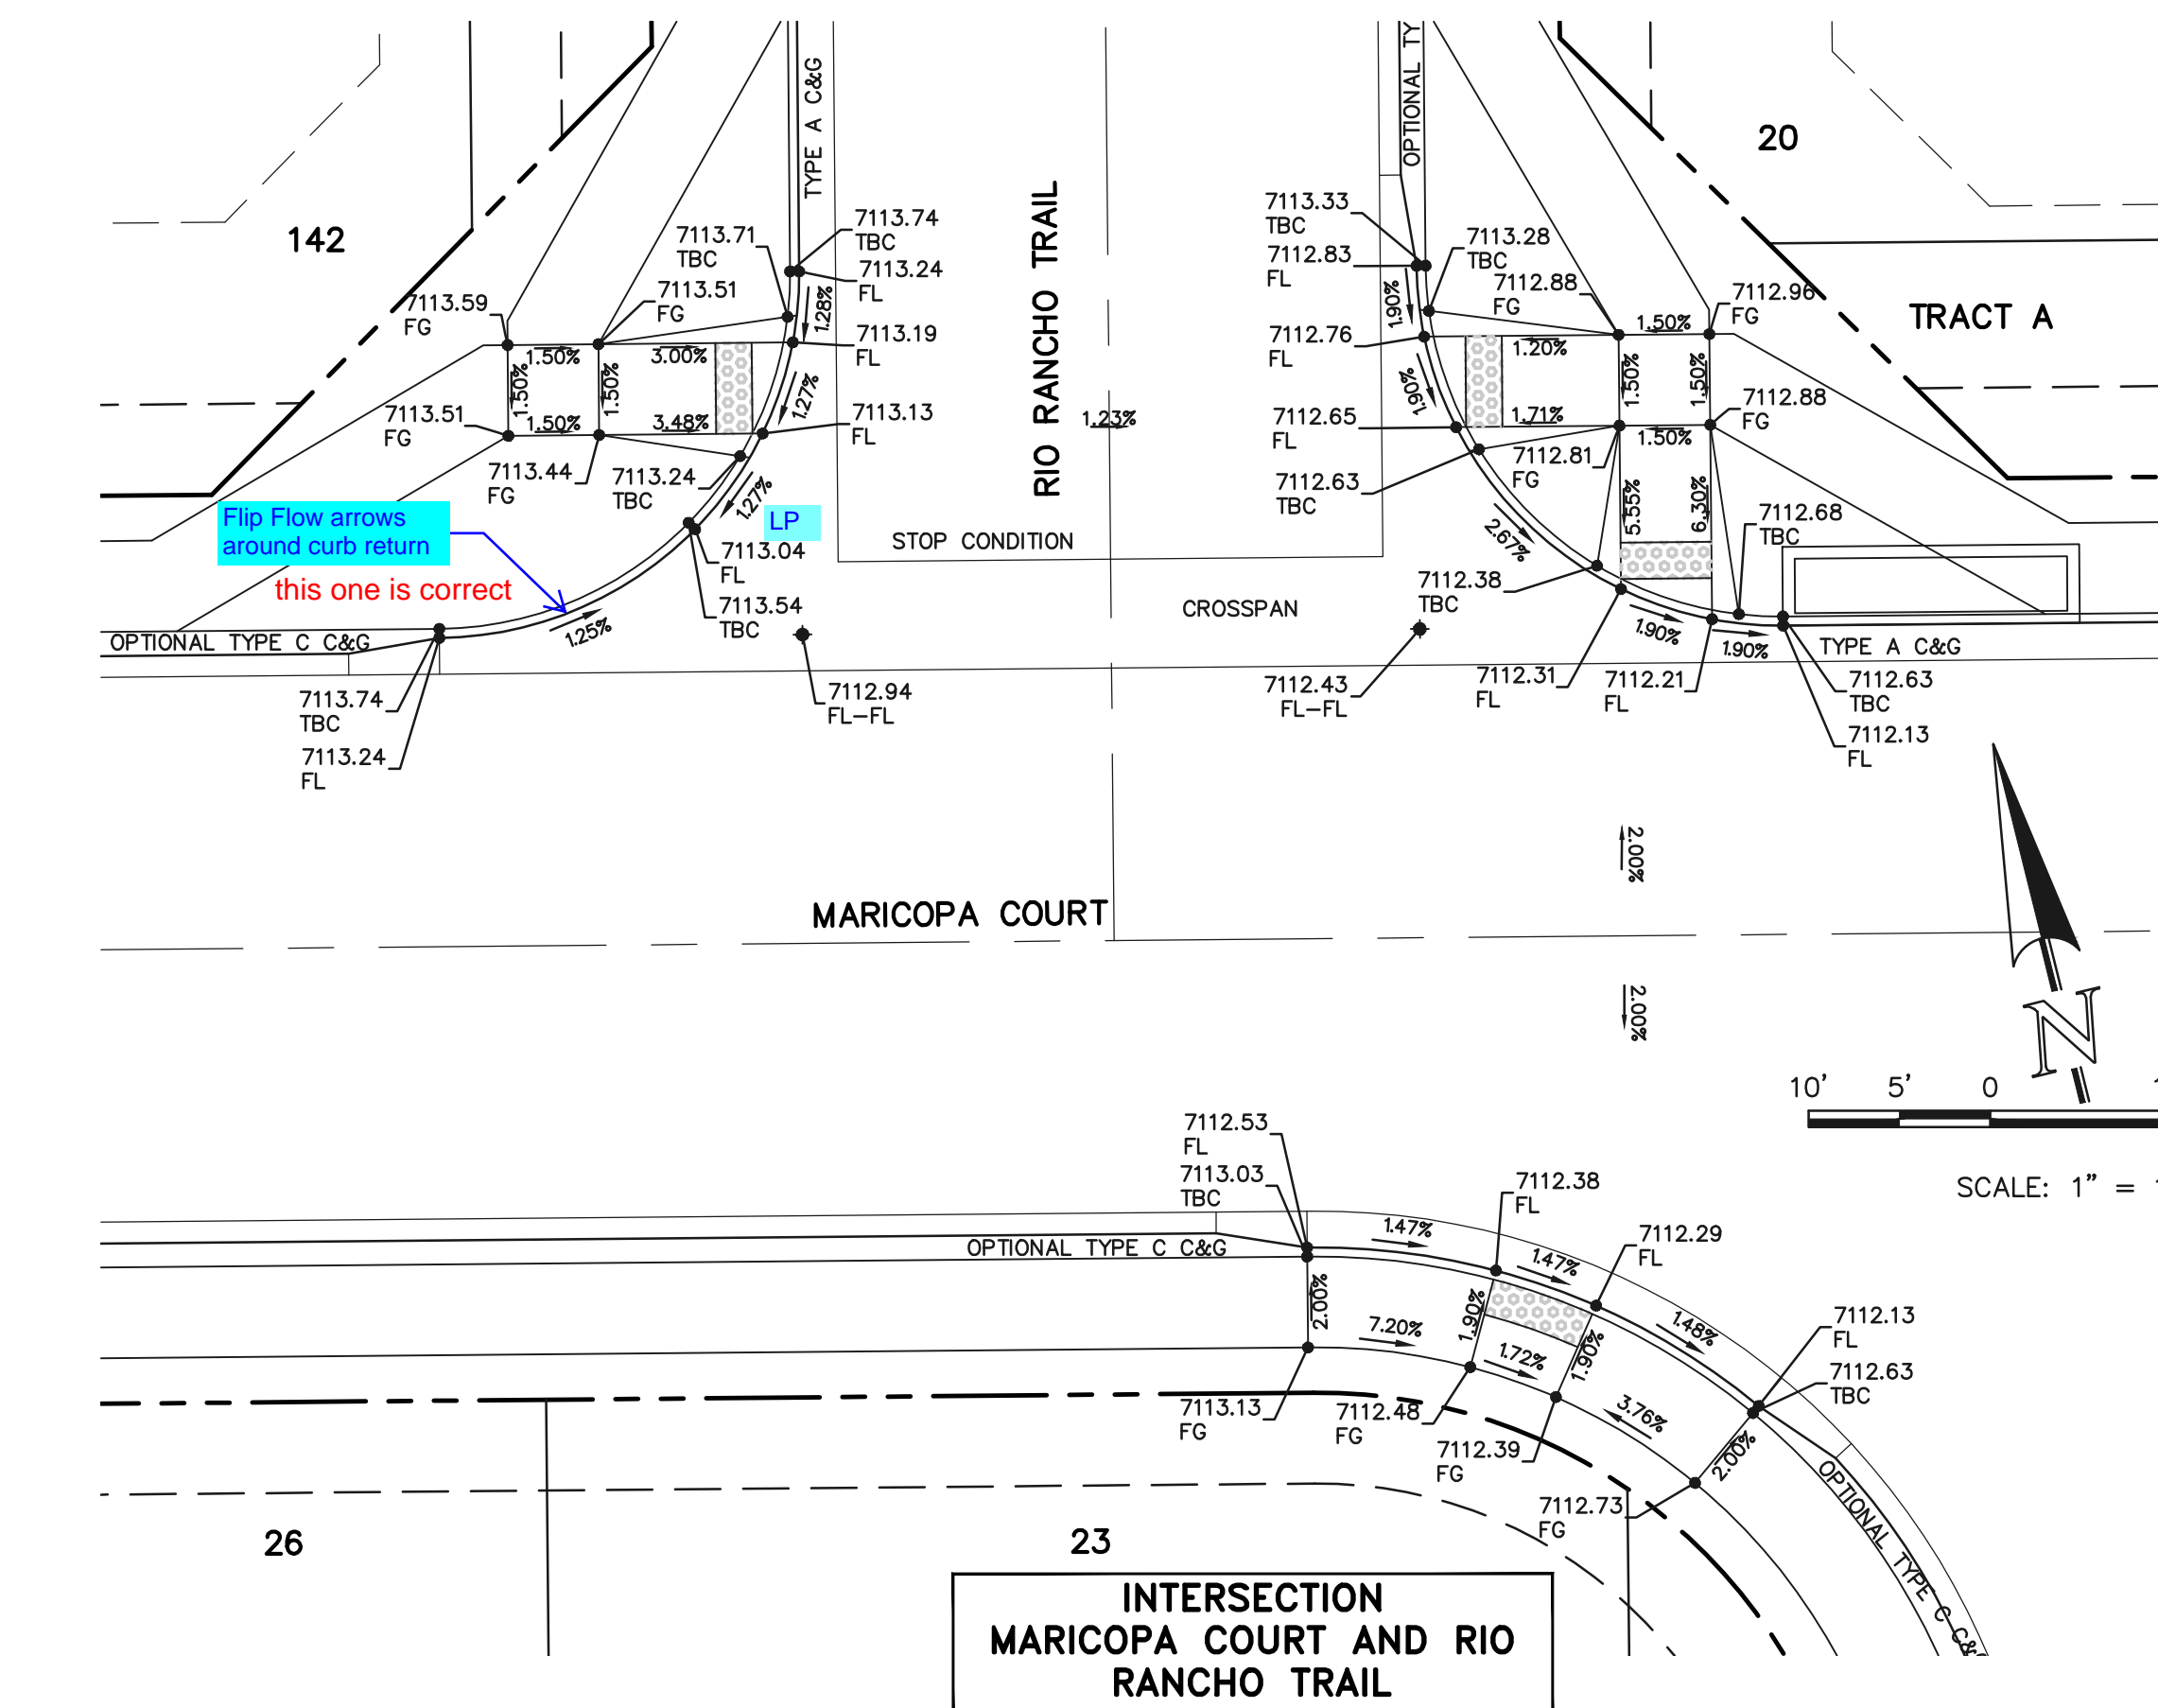 142
TYPE A C&G
RIO RANCHO TRAIL
OPTIONAL TY
20
TRACT A
7113.71
TBC
7113.74
TBC
7113.24
FL
7113.59
FG
7113.51
FG
1.28%
7113.19
FL
1.50%
3.00%
1.50%
1.50%
1.27%
7113.51
FG
1.50%
3.48%
7113.13
FL
7113.44
FG
7113.24
TBC
1.27%
LP
Flip Flow arrows
around curb return
this one is correct
7113.04
FL
7113.54
TBC
1.25%
OPTIONAL TYPE C C&G
7113.74
TBC
7113.24
FL
7112.94
FL-FL
1.23%
STOP CONDITION
CROSSPAN
7113.33
TBC
7112.83
FL
7113.28
TBC
7112.88
FG
7112.96
FG
1.90%
7112.76
FL
1.50%
1.20%
1.50%
1.50%
1.90%
7112.65
FL
1.71%
1.50%
7112.88
FG
7112.81
FG
7112.63
TBC
5.55%
6.30%
7112.68
TBC
2.67%
7112.38
TBC
1.90%
1.90%
TYPE A C&G
7112.43
FL-FL
7112.31
FL
7112.21
FL
7112.63
TBC
7112.13
FL
2.00%
MARICOPA COURT
2.00%
N
10'
5'
0
SCALE: 1" =
7112.53
FL
7113.03
TBC
7112.38
FL
1.47%
7112.29
FL
OPTIONAL TYPE C C&G
1.47%
2.00%
7.20%
1.90%
1.72%
1.90%
1.48%
7112.13
FL
7112.63
TBC
7113.13
FG
7112.48
FG
7112.39
FG
3.76%
2.00%
7112.73
FG
OPTIONAL TYPE C C&G
26
23
INTERSECTION
MARICOPA COURT AND RIO
RANCHO TRAIL